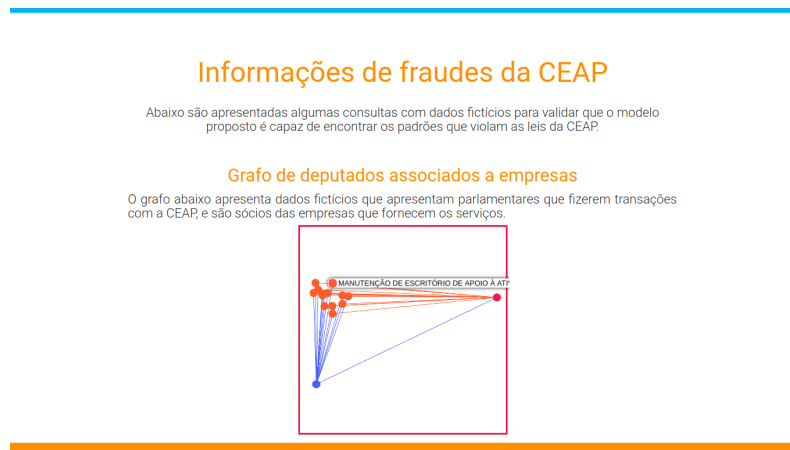 Informações de fraudes da CEAP
Abaixo são apresentadas algumas consultas com dados fictícios para validar que o modelo
proposto é capaz de encontrar os padrões que violam as leis da CEAP.
Grafo de deputados associados a empresas
O grafo abaixo apresenta dados fictícios que apresentam parlamentares que fizerem transações
com a CEAP, e são sócios das empresas que fornecem os serviços.
MANUTENÇÃO DE ESCRITÓRIO DE APOIO À